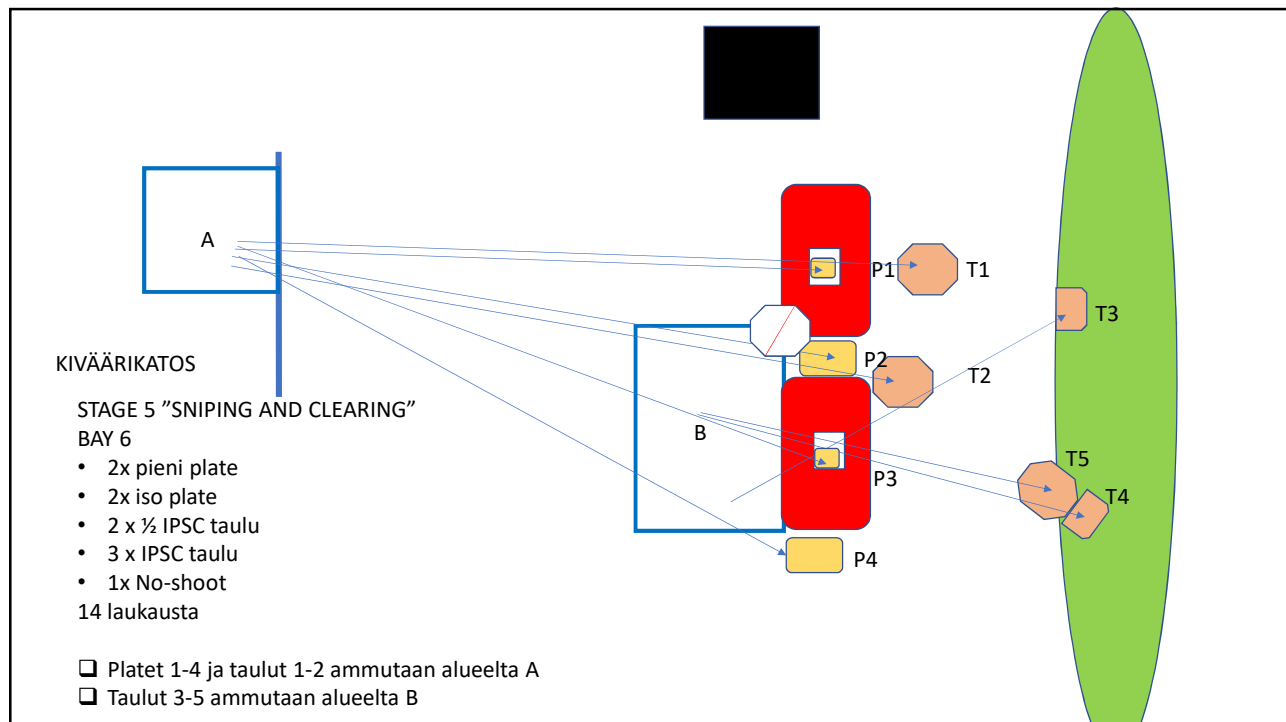 A
P1
T1
T3
KIVÄÄRIKATOS
P2
T2
STAGE 5 ”SNIPING AND CLEARING”
BAY 6
B
• 2x pieni plate
• 2x iso plate
• 2 x ½ IPSC taulu
• 3 x IPSC taulu
• 1x No-shoot
14 laukausta
T5
P3
T4
P4
❑ Platet 1-4 ja taulut 1-2 ammutaan alueelta A
❑ Taulut 3-5 ammutaan alueelta B